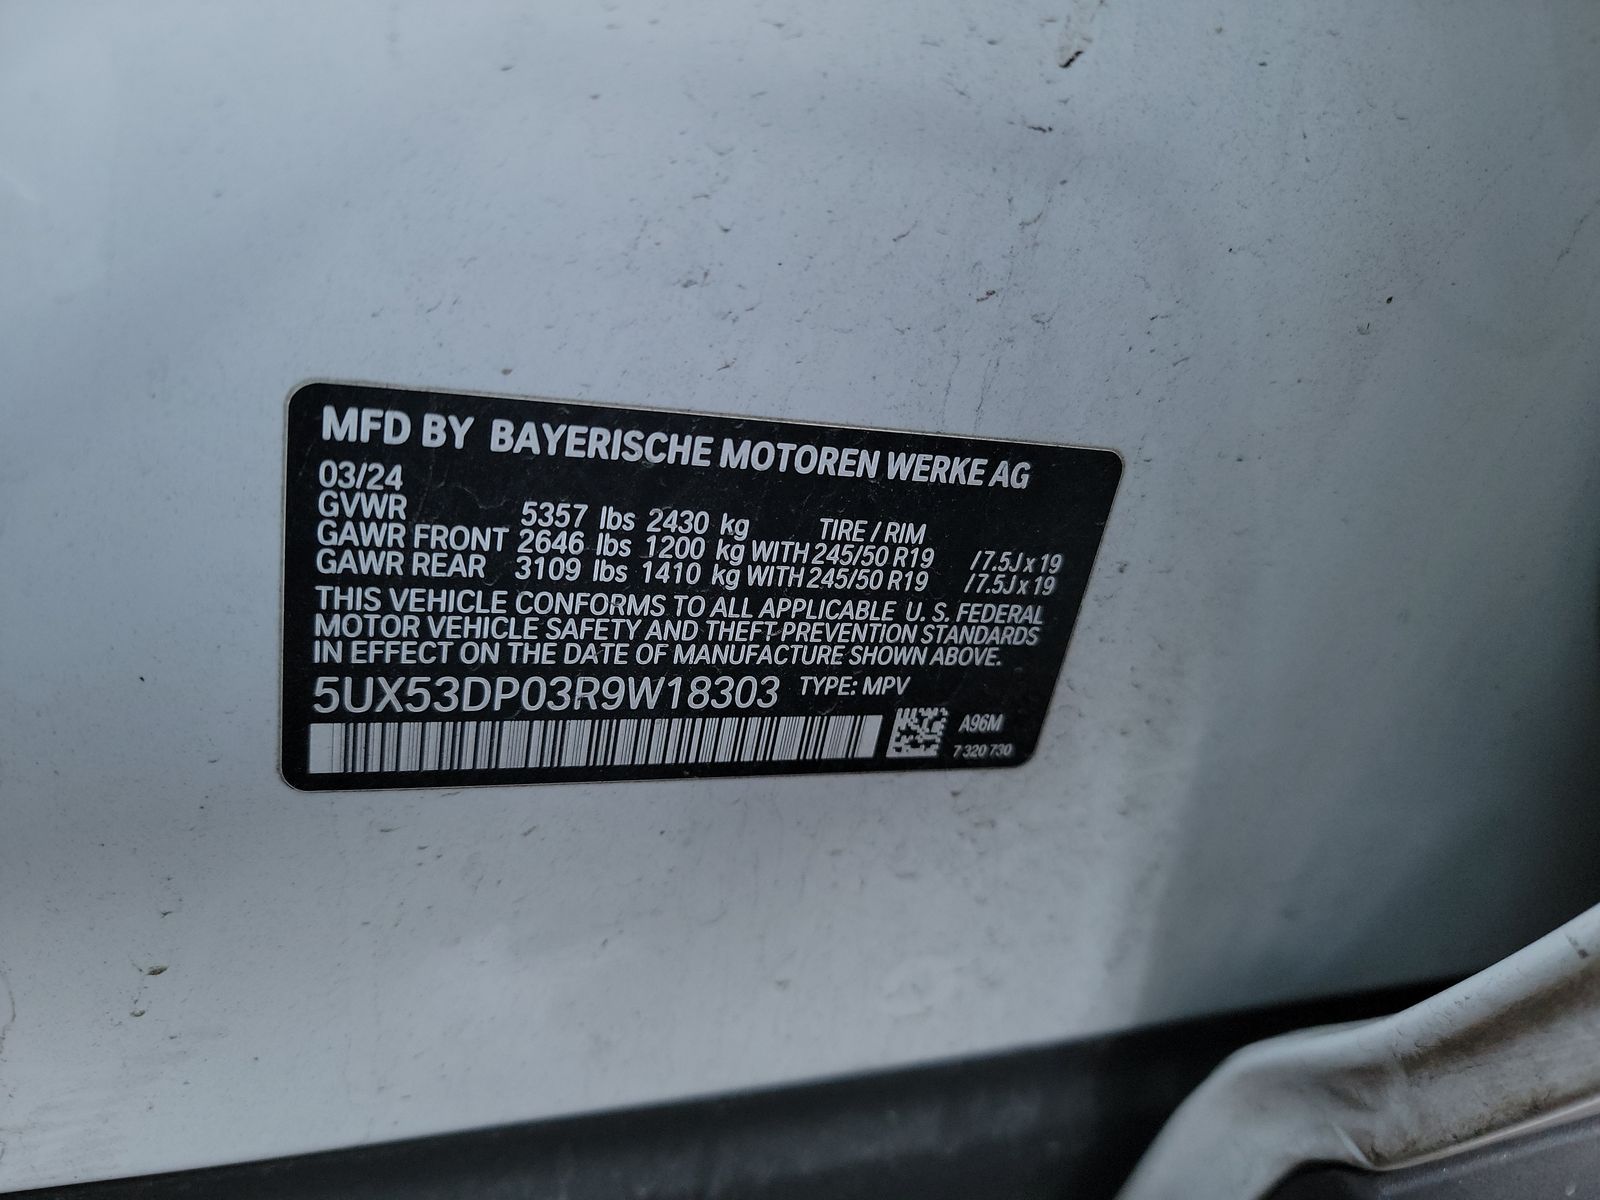 MFD BY BAYERISCHE MOTOREN WERKE AG
03/24
GVWR 5357 lbs 2430 kg TIRE / RIM
GAWR FRONT 2646 lbs 1200 kg WITH 245/50 R19 /7.5J x 19
GAWR REAR 3109 lbs 1410 kg WITH 245/50 R19 /7.5J x 19
THIS VEHICLE CONFORMS TO ALL APPLICABLE U. S. FEDERAL
MOTOR VEHICLE SAFETY AND THEFT PREVENTION STANDARDS
IN EFFECT ON THE DATE OF MANUFACTURE SHOWN ABOVE.
5UX53DP03R9W18303 TYPE: MPV
A96M
7 320 730